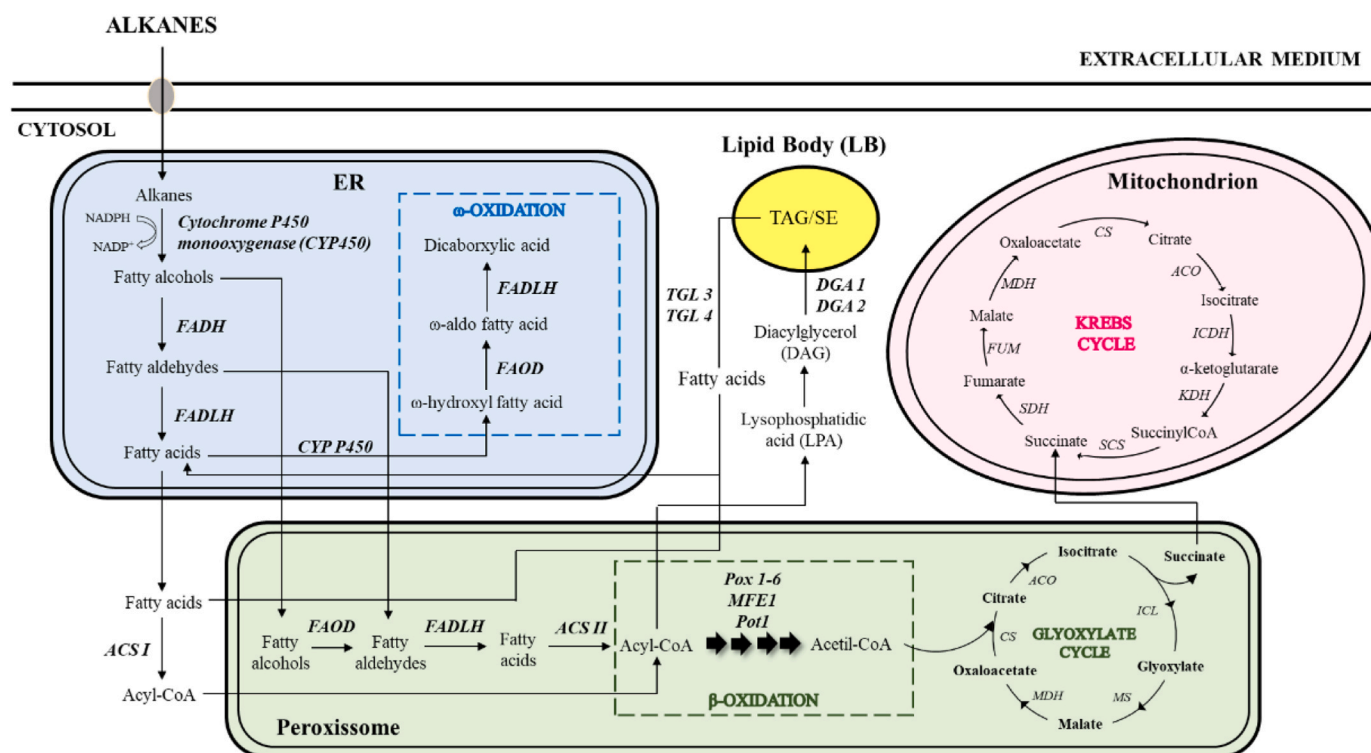 ALKANES
EXTRACELLULAR MEDIUM
CYTOSOL
ER
Alkanes
NADPH
NADP⁺
Cytochrome P450
monooxygenase (CYP450)
Fatty alcohols
FADH
Fatty aldehydes
FADLH
Fatty acids
CYP P450
ω-OXIDATION
Dicaborxylic acid
FADLH
ω-aldo fatty acid
FAOD
ω-hydroxyl fatty acid
Lipid Body (LB)
TAG/SE
TGL 3
TGL 4
Fatty acids
DGA 1
DGA 2
Diacylglycerol
(DAG)
Lysophosphatidic
acid (LPA)
Mitochondrion
Oxaloacetate
CS
Citrate
ACO
Isocitrate
ICDH
α-ketoglutarate
KDH
SuccinylCoA
SCS
Succinate
SDH
Fumarate
FUM
Malate
MDH
KREBS
CYCLE
Fatty acids
ACS I
Acyl-CoA
Fatty
alcohols
FAOD
Fatty
aldehydes
FADLH
Fatty
acids
ACS II
Acyl-CoA
Pox 1-6
MFE1
Pot1
Acetil-CoA
β-OXIDATION
Isocitrate
Succinate
ACO
Citrate
ICL
CS
GLYOXYLATE
CYCLE
Oxaloacetate
Glyoxylate
MDH
MS
Malate
Peroxissome